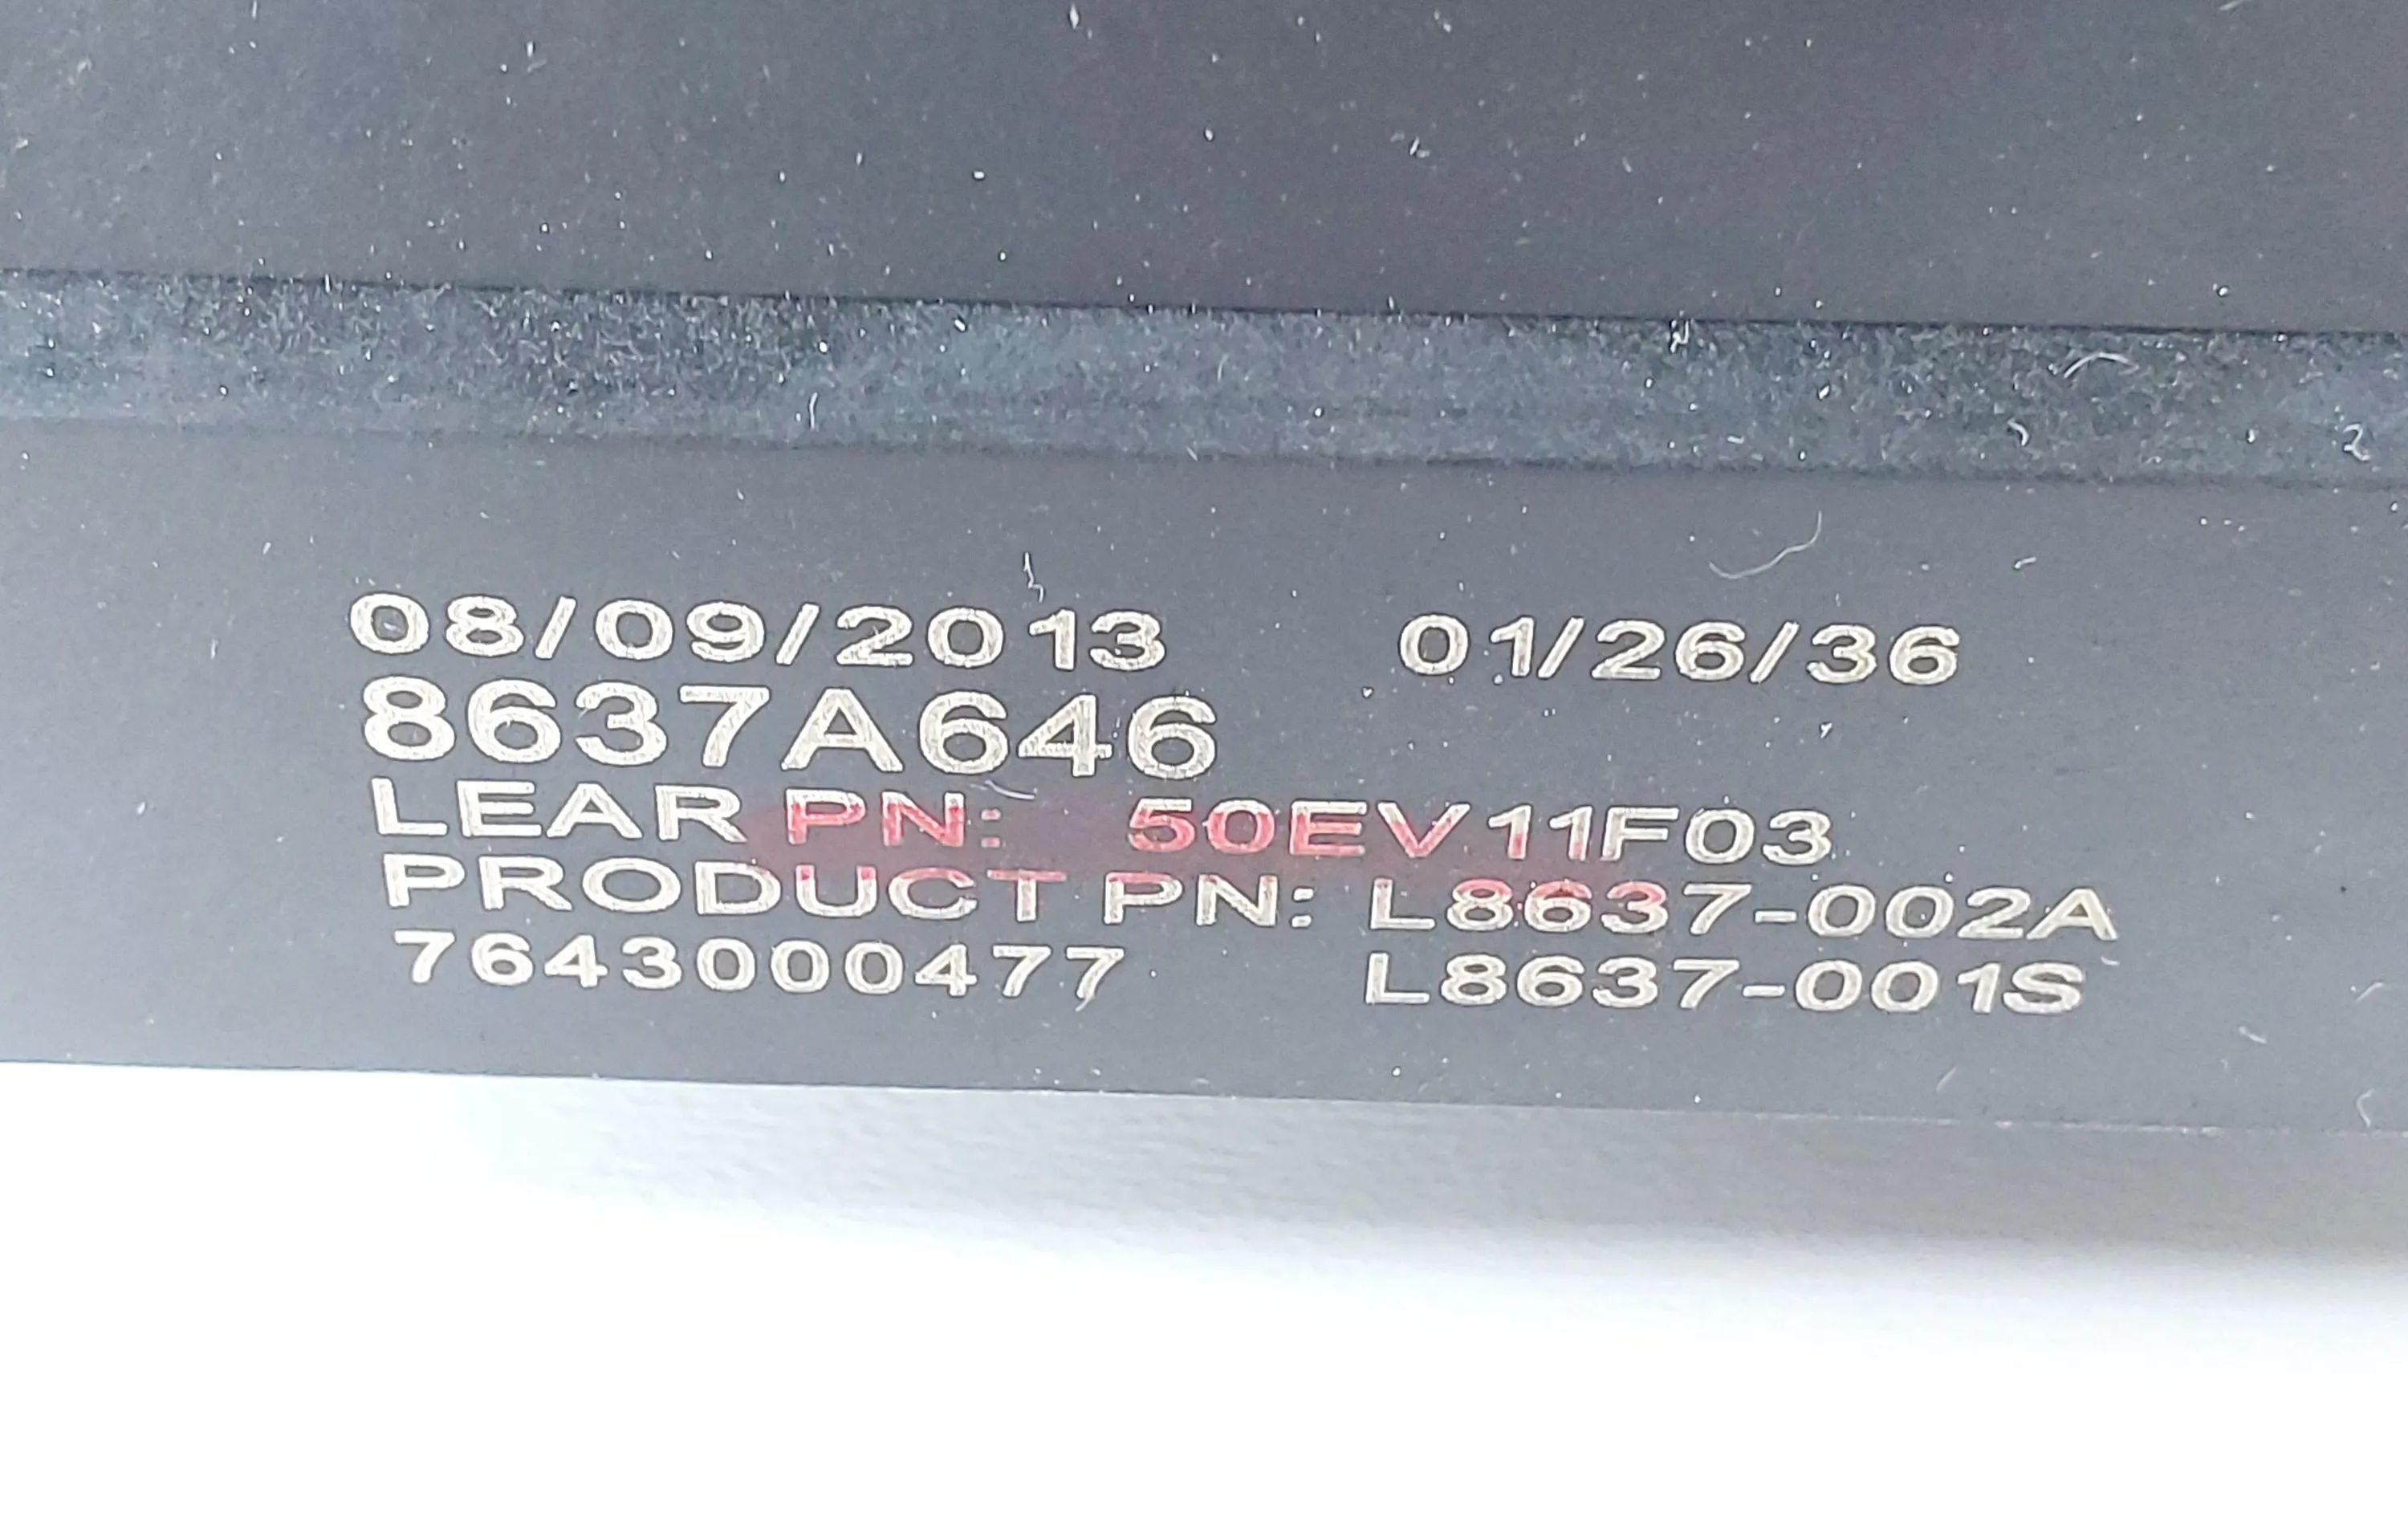 08/09/2013 01/26/36
8637A646
LEAR PN: 50EV11F03
PRODUCT PN: L8637-002A
7643000477 L8637-001S